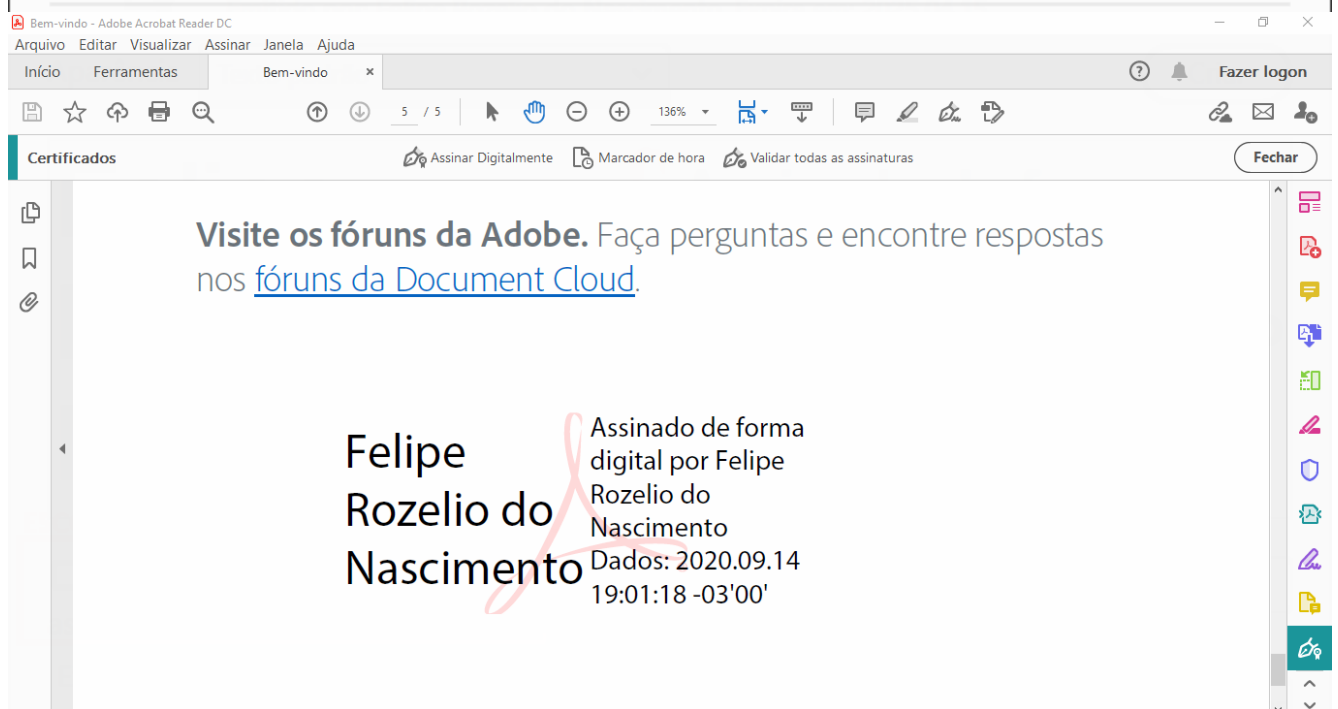 Bem-vindo - Adobe Acrobat Reader DC
Arquivo Editar Visualizar Assinar Janela Ajuda
Início Ferramentas Bem-vindo × Fazer logon
5 / 5 136%
Certificados Assinar Digitalmente Marcador de hora Validar todas as assinaturas Fechar
Visite os fóruns da Adobe. Faça perguntas e encontre respostas
nos fóruns da Document Cloud.
Felipe
Rozelio do
Nascimento
Assinado de forma
digital por Felipe
Rozelio do
Nascimento
Dados: 2020.09.14
19:01:18 -03'00'